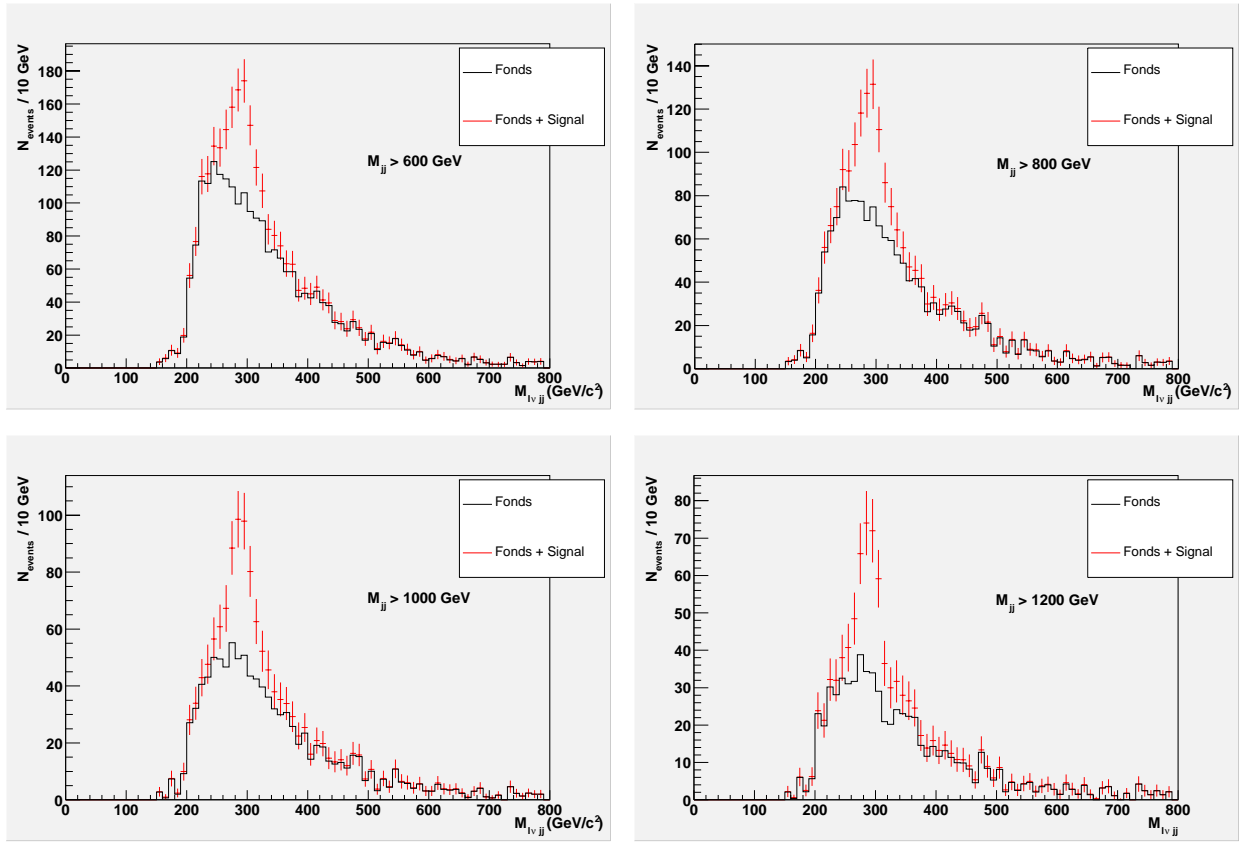 N_events / 10 GeV
180
160
140
120
100
80
60
40
20
0
0 100 200 300 400 500 600 700 800
M_lν jj (GeV/c²)
Fonds
Fonds + Signal
M_jj > 600 GeV
N_events / 10 GeV
140
120
100
80
60
40
20
0
0 100 200 300 400 500 600 700 800
M_lν jj (GeV/c²)
Fonds
Fonds + Signal
M_jj > 800 GeV
N_events / 10 GeV
100
80
60
40
20
0
0 100 200 300 400 500 600 700 800
M_lν jj (GeV/c²)
Fonds
Fonds + Signal
M_jj > 1000 GeV
N_events / 10 GeV
80
70
60
50
40
30
20
10
0
0 100 200 300 400 500 600 700 800
M_lν jj
Fonds
Fonds + Signal
M_jj > 1200 GeV